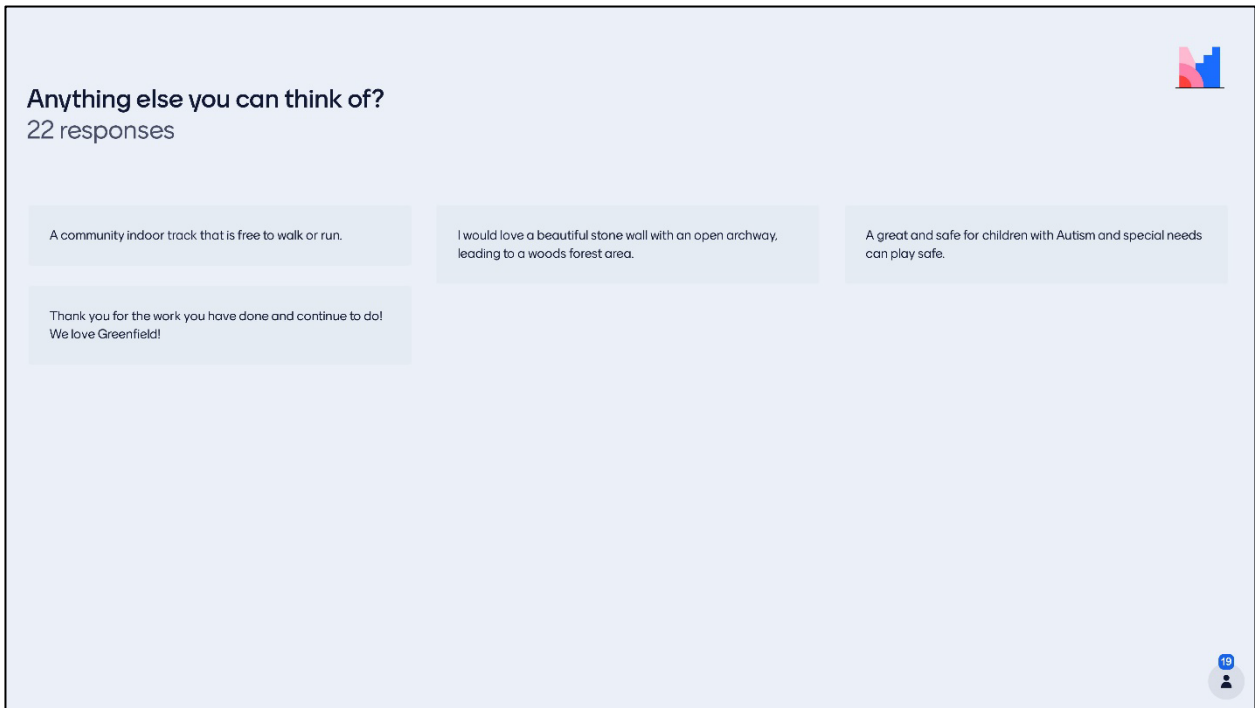 Anything else you can think of?
22 responses
A community indoor track that is free to walk or run.
I would love a beautiful stone wall with an open archway,
leading to a woods forest area.
A great and safe for children with Autism and special needs
can play safe.
Thank you for the work you have done and continue to do!
We love Greenfield!
19